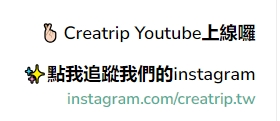 🤞🏻 Creatrip Youtube上線囉
✨點我追蹤我們的instagram
instagram.com/creatrip.tw